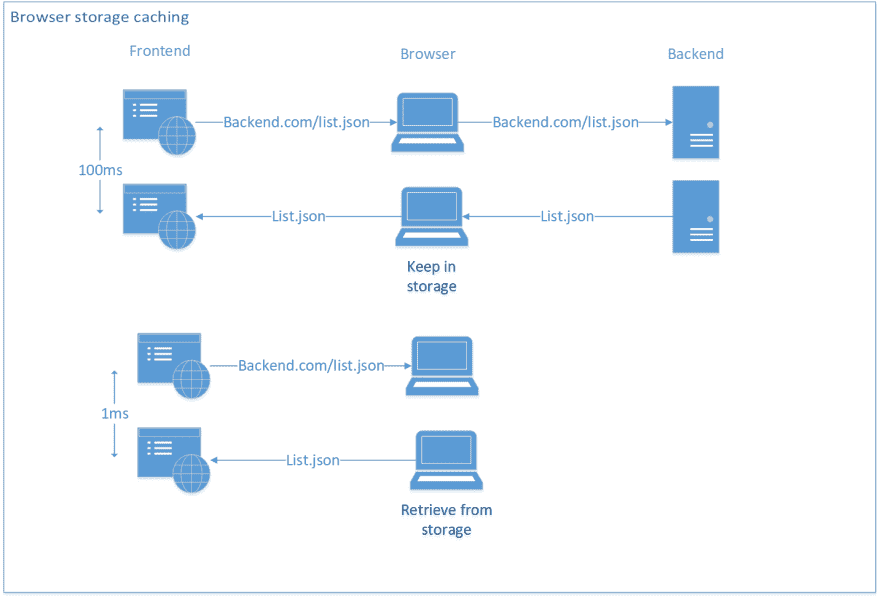 Browser storage caching
Frontend
Browser
Backend
Backend.com/list.json
Backend.com/list.json
100ms
List.json
List.json
Keep in
storage
Backend.com/list.json
1ms
List.json
Retrieve from
storage